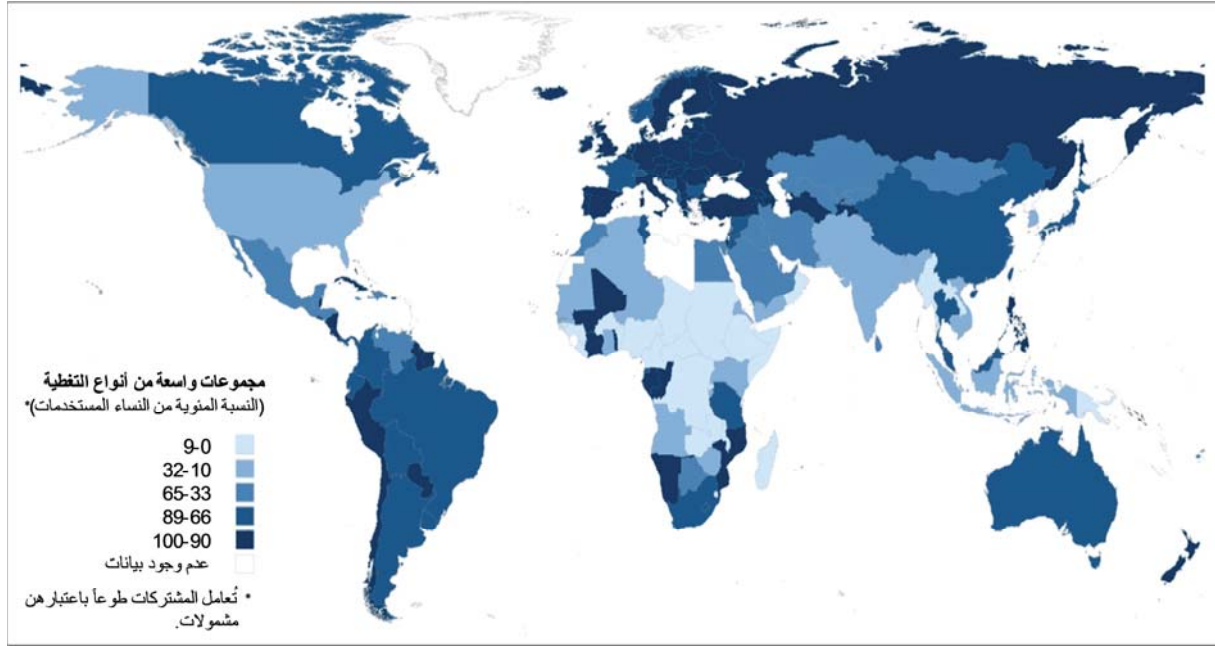 مجموعات واسعة من أنواع التغطية
(النسبة المئوية من النساء المستخدمات)*
9-0
32-10
65-33
89-66
100-90
عدم وجود بيانات
* تُعامل المشتركات طوعاً باعتبارهن
مشمولات.